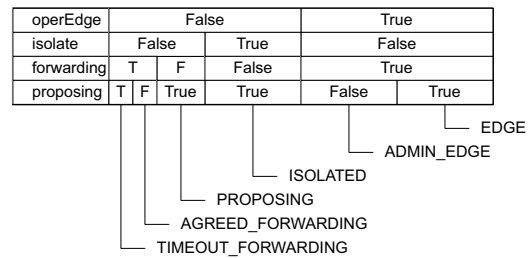 operEdge False True
isolate False True False
forwarding T F False True
proposing T F True True False True
EDGE
ADMIN_EDGE
ISOLATED
PROPOSING
AGREED_FORWARDING
TIMEOUT_FORWARDING